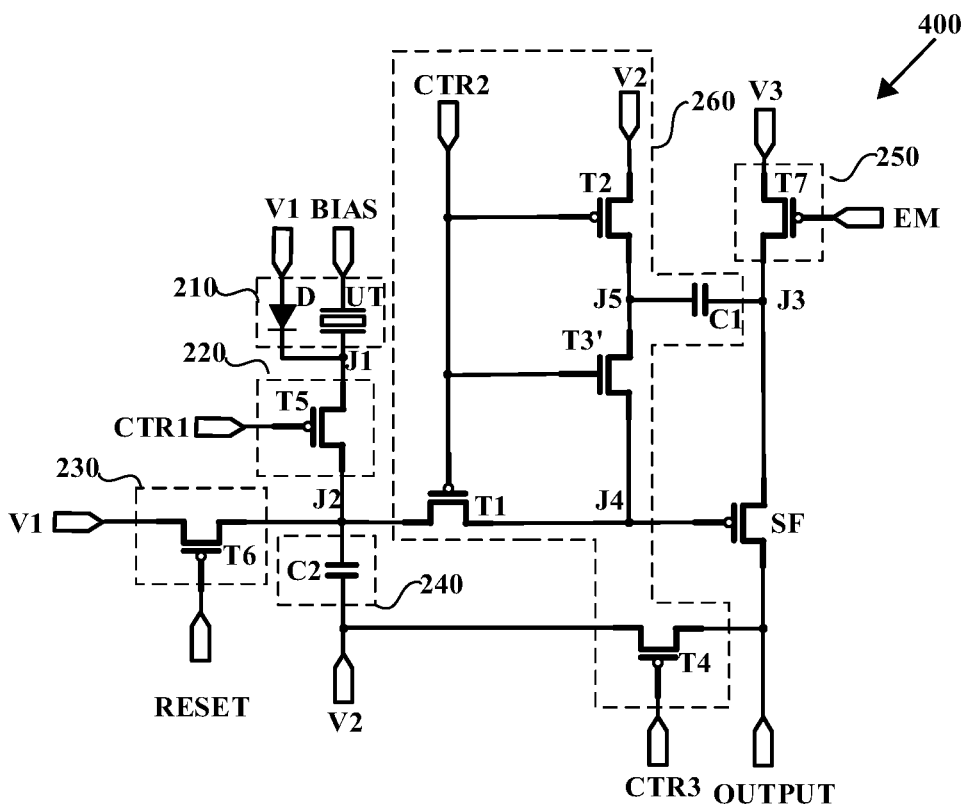 400
CTR2
V2
V3
260
250
T2
T7
EM
V1 BIAS
210
D
UT
J5
C1
J3
J1
T3'
220
T5
CTR1
230
J2
T1
J4
V1
T6
SF
C2
240
T4
RESET
V2
CTR3
OUTPUT